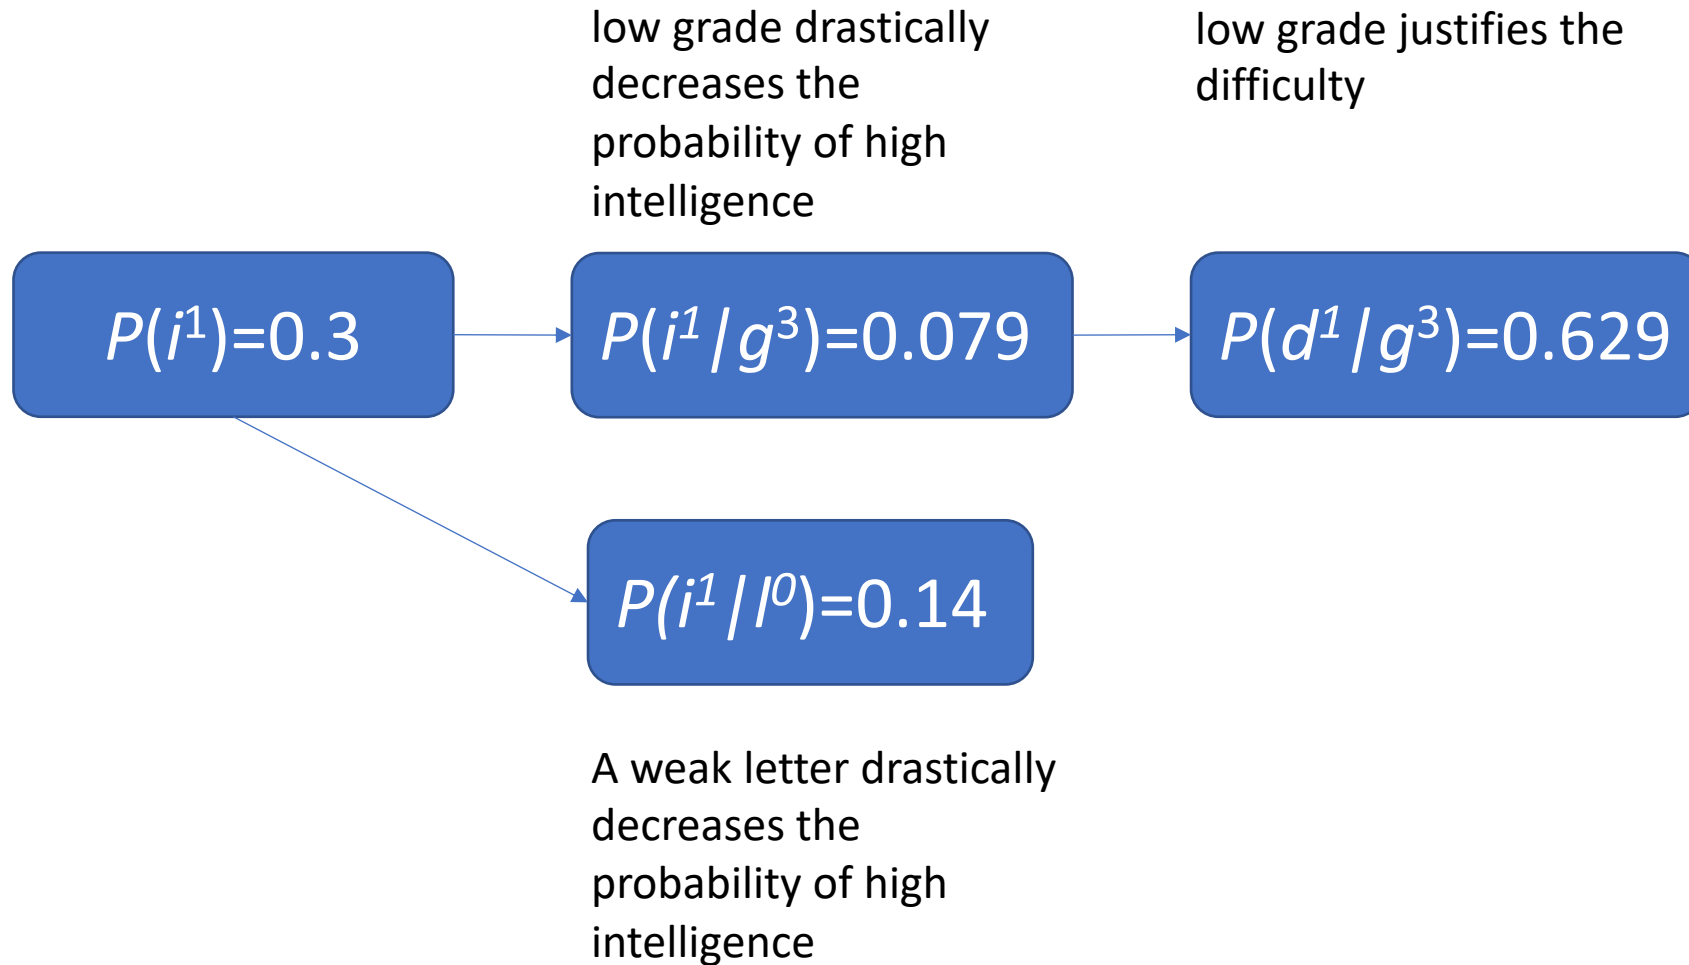 low grade drastically
decreases the
probability of high
intelligence
low grade justifies the
difficulty
P(i¹)=0.3
P(i¹/g³)=0.079
P(d¹/g³)=0.629
P(i¹/l⁰)=0.14
A weak letter drastically
decreases the
probability of high
intelligence